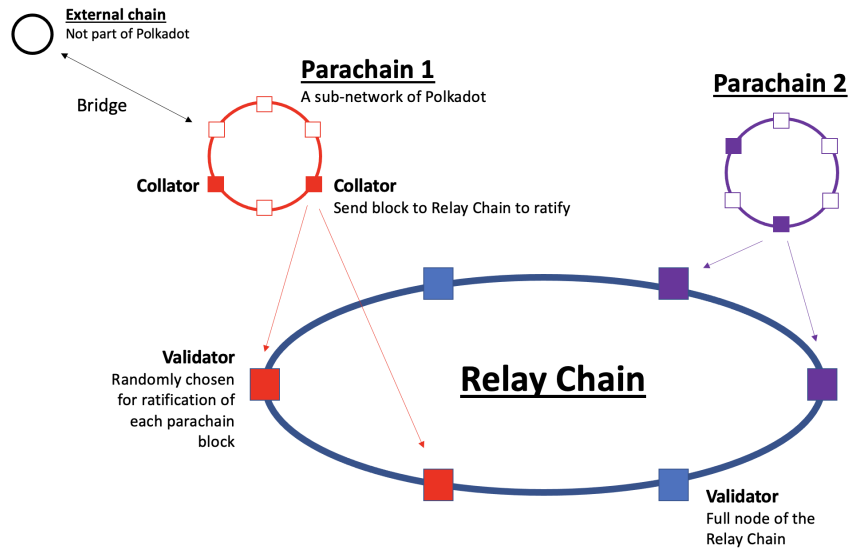 External chain
Not part of Polkadot
Bridge
Parachain 1
A sub-network of Polkadot
Parachain 2
Collator
Collator
Send block to Relay Chain to ratify
Validator
Randomly chosen
for ratification of
each parachain
block
Relay Chain
Validator
Full node of the
Relay Chain